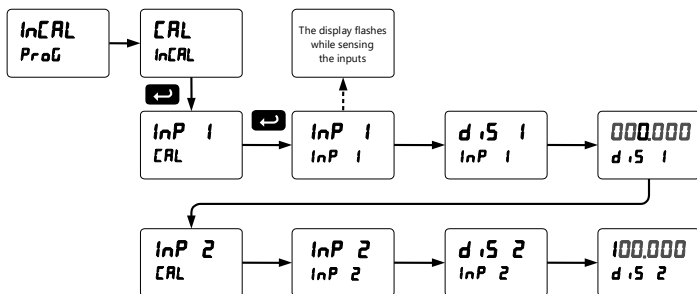 InCAL
ProG
CAL
InCAL
The display flashes
while sensing
the inputs
InP 1
CAL
InP 1
InP 1
diS 1
InP 1
000.000
diS 1
InP 2
CAL
InP 2
InP 2
diS 2
InP 2
100.000
diS 2